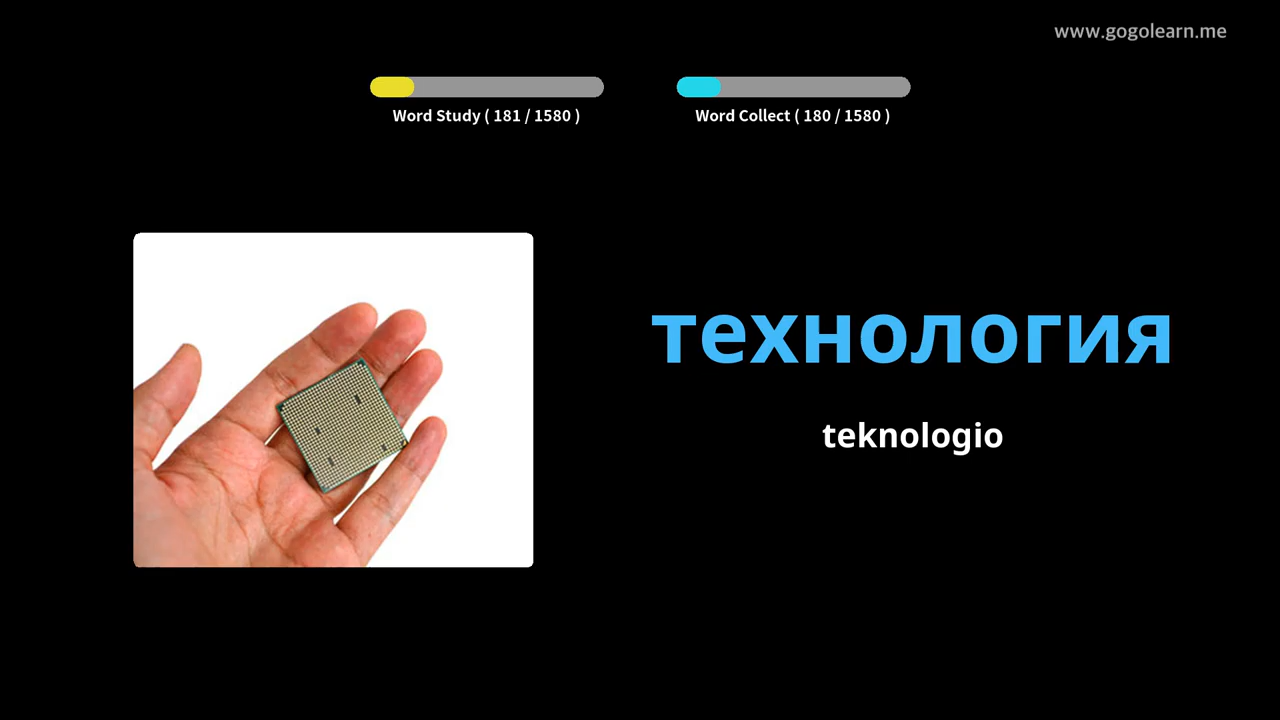 www.gogolearn.me
Word Study ( 181 / 1580 )
Word Collect ( 180 / 1580 )
технология
teknologio